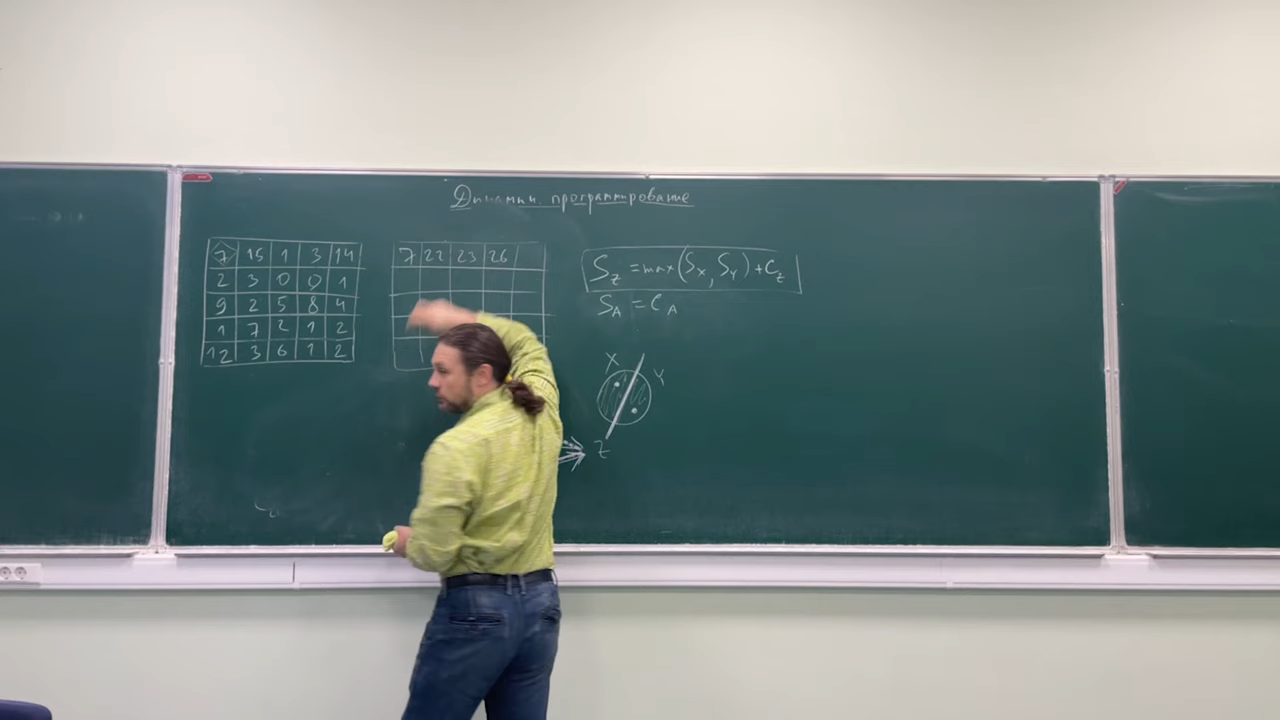 Динамич. программирование
7 15 1 3 14
2 3 0 0 1
9 2 5 8 4
1 7 2 1 2
12 3 6 1 2
7 22 23 26
S_Z = max(S_X, S_Y) + C_Z
S_A = C_A
X
Y
Z